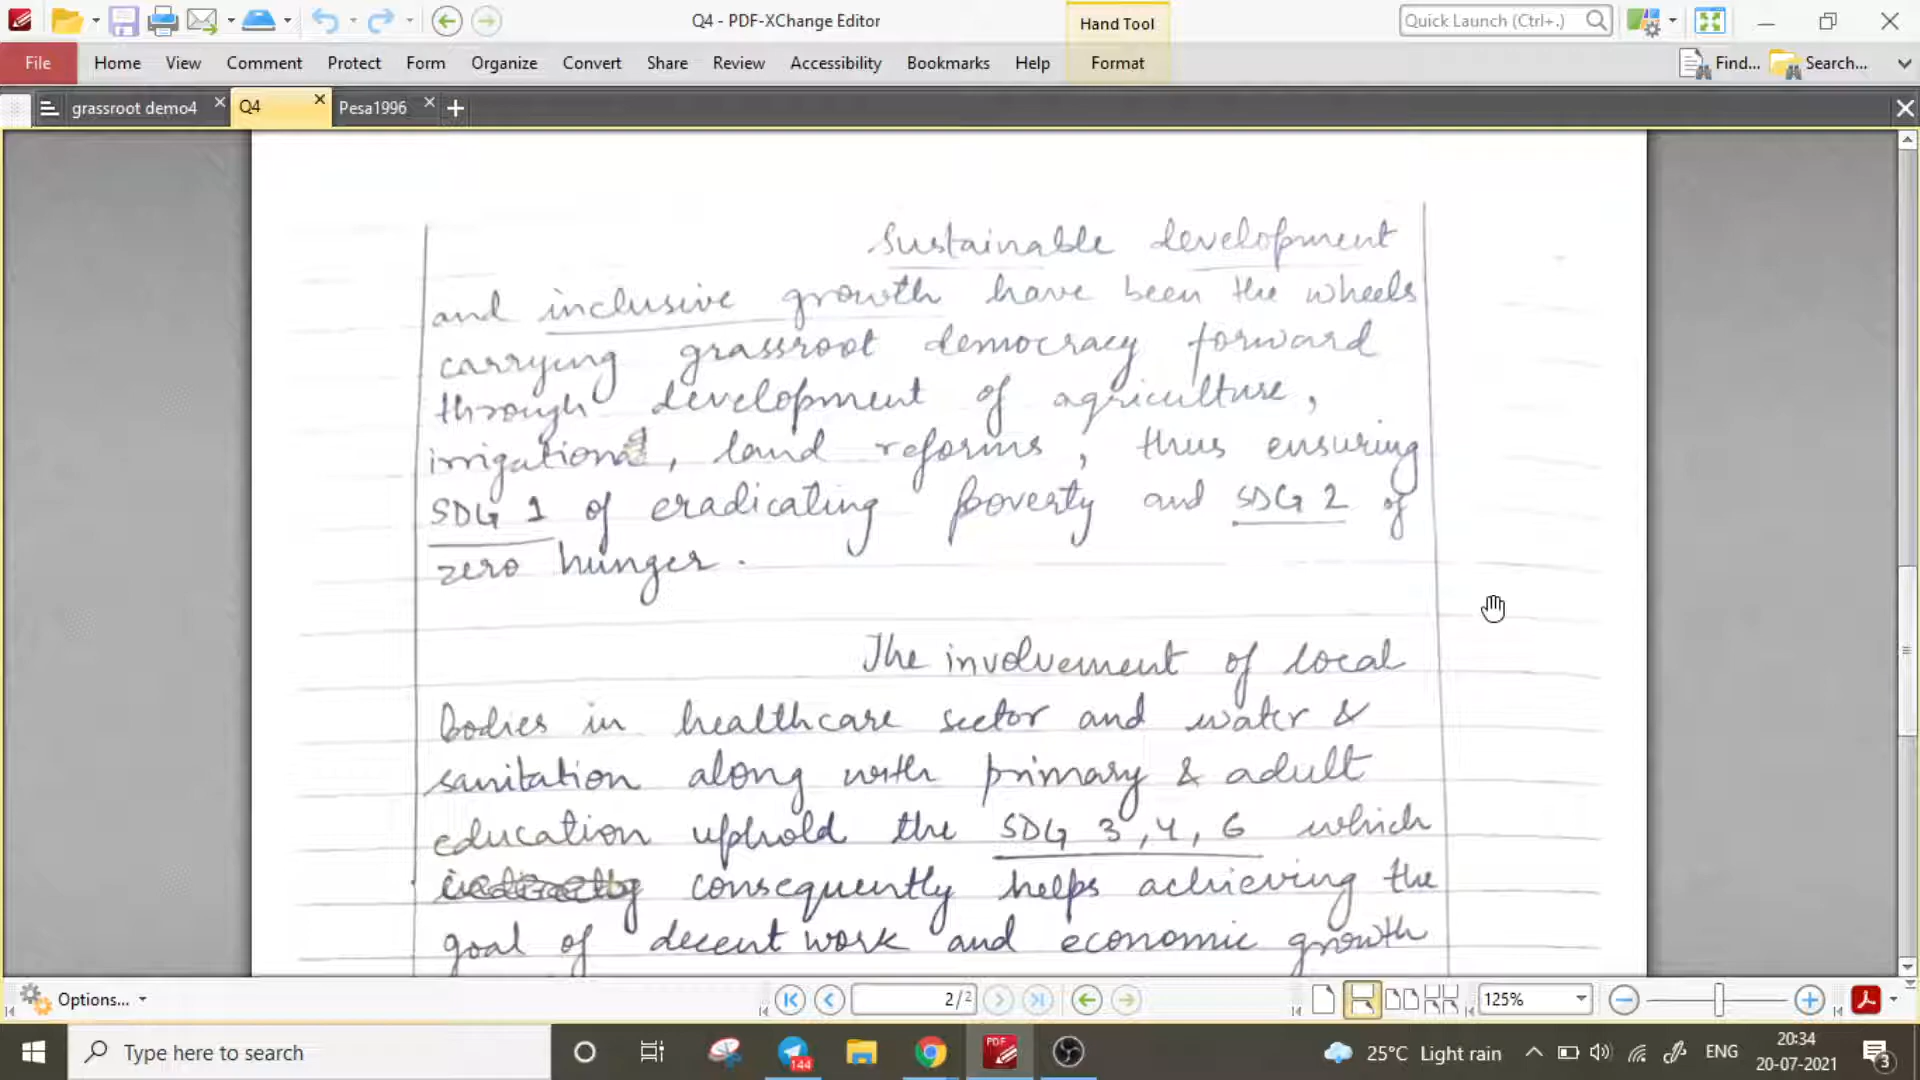 Q4 - PDF-XChange Editor
Hand Tool
Quick Launch (Ctrl+.)
File Home View Comment Protect Form Organize Convert Share Review Accessibility Bookmarks Help Format Find... Search...
grassroot demo4 Q4 Pesa1996
Sustainable development
and inclusive growth have been the wheels
carrying grassroot democracy forward
through development of agriculture,
irrigation, land reforms, thus ensuring
SDG 1 of eradicating poverty and SDG 2 of
zero hunger.
The involvement of local
bodies in healthcare sector and water &
sanitation along with primary & adult
education uphold the SDG 3, 4, 6 which
consequently helps achieving the
goal of decent work and economic growth
Options... 2/2 125%
Type here to search
144
PDF
25°C Light rain
ENG
20:34
20-07-2021
3